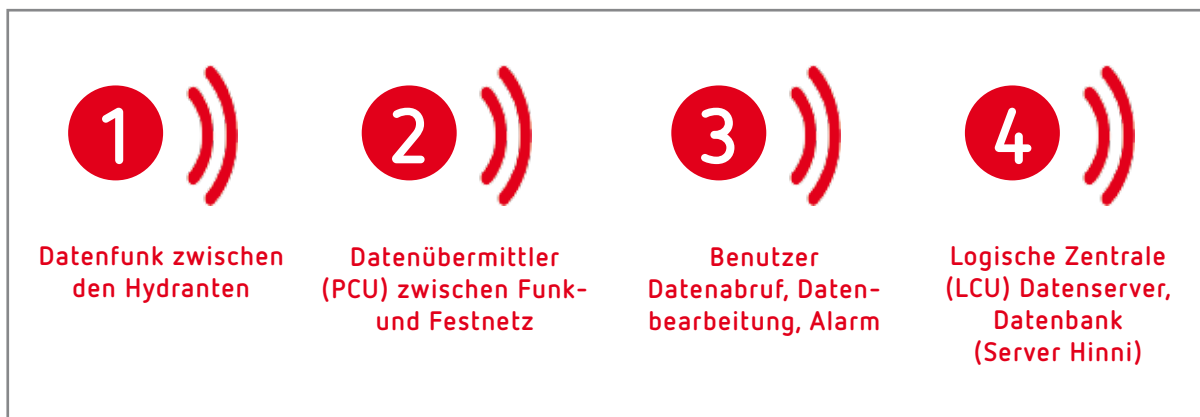 1
Datenfunk zwischen
den Hydranten
2
Datenübermittler
(PCU) zwischen Funk-
und Festnetz
3
Benutzer
Datenabruf, Daten-
bearbeitung, Alarm
4
Logische Zentrale
(LCU) Datenserver,
Datenbank
(Server Hinni)